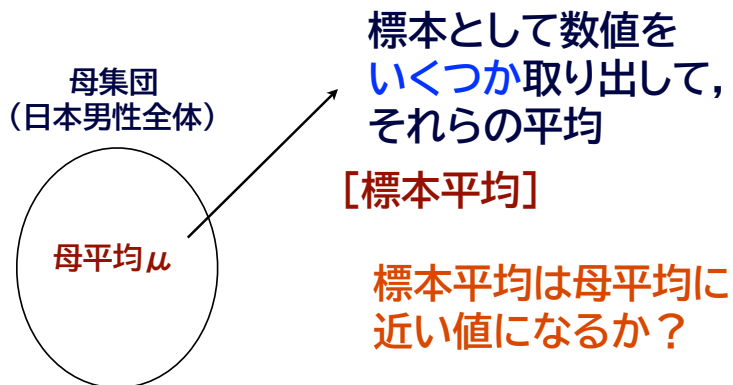 母集団
（日本男性全体）
母平均μ
標本として数値を
いくつか取り出して，
それらの平均
［標本平均］
標本平均は母平均に
近い値になるか？